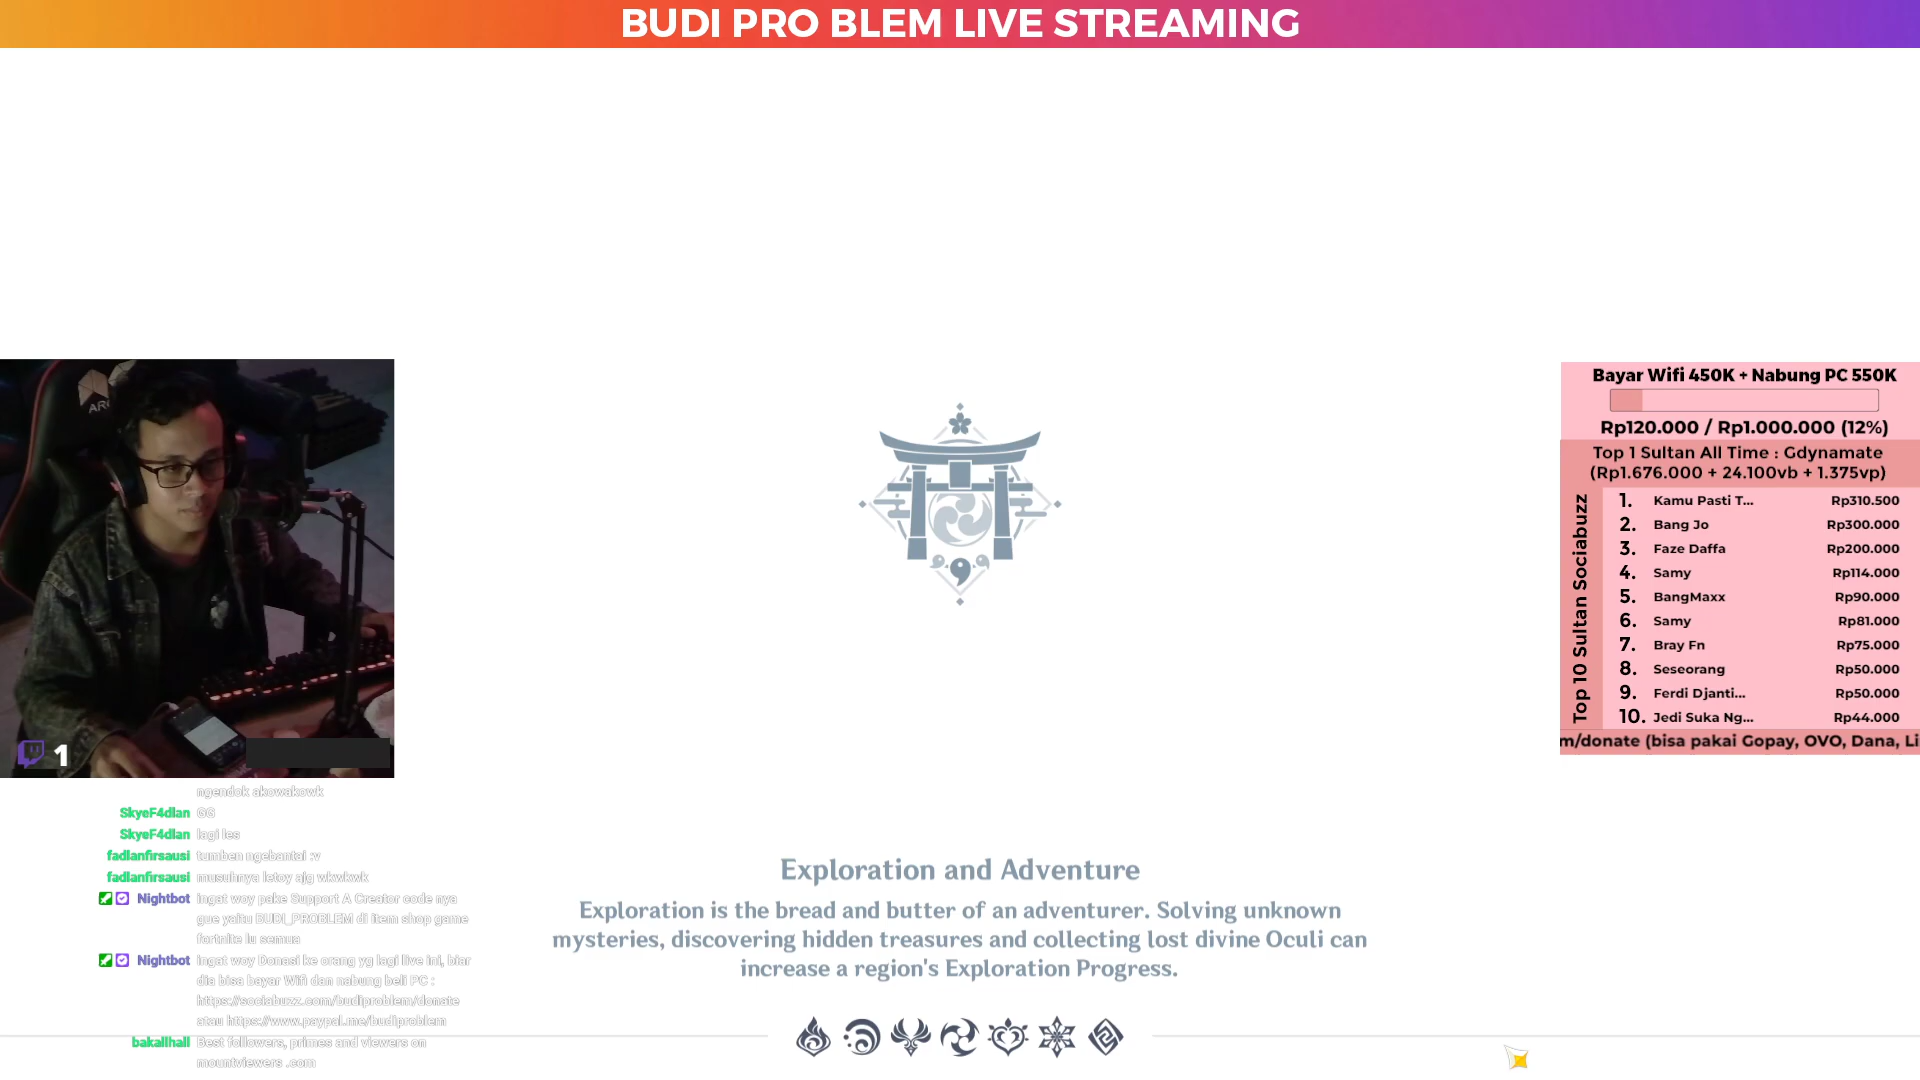 BUDI PRO BLEM LIVE STREAMING
1
ngendok akowakowk
SkyeF4dlan GG
SkyeF4dlan lagi les
fadlanfirsausi tumben ngebantai :v
fadlanfirsausi musuhnya letoy ajg wkwkwk
Nightbot ingat woy pake Support A Creator code nya
gue yaitu BUDI_PROBLEM di item shop game
fortnite lu semua
Nightbot Ingat woy Donasi ke orang yg lagi live ini, biar
dia bisa bayar Wifi dan nabung beli PC :
https://sociabuzz.com/budiproblem/donate
atau https://www.paypal.me/budiproblem
bakallhall Best followers, primes and viewers on
mountviewers .com
Exploration and Adventure
Exploration is the bread and butter of an adventurer. Solving unknown
mysteries, discovering hidden treasures and collecting lost divine Oculi can
increase a region's Exploration Progress.
Bayar Wifi 450K + Nabung PC 550K
Rp120.000 / Rp1.000.000 (12%)
Top 1 Sultan All Time : Gdynamate
(Rp1.676.000 + 24.100vb + 1.375vp)
Top 10 Sultan Sociabuzz
1. Kamu Pasti T... Rp310.500
2. Bang Jo Rp300.000
3. Faze Daffa Rp200.000
4. Samy Rp114.000
5. BangMaxx Rp90.000
6. Samy Rp81.000
7. Bray Fn Rp75.000
8. Seseorang Rp50.000
9. Ferdi Djanti... Rp50.000
10. Jedi Suka Ng... Rp44.000
m/donate (bisa pakai Gopay, OVO, Dana, Li